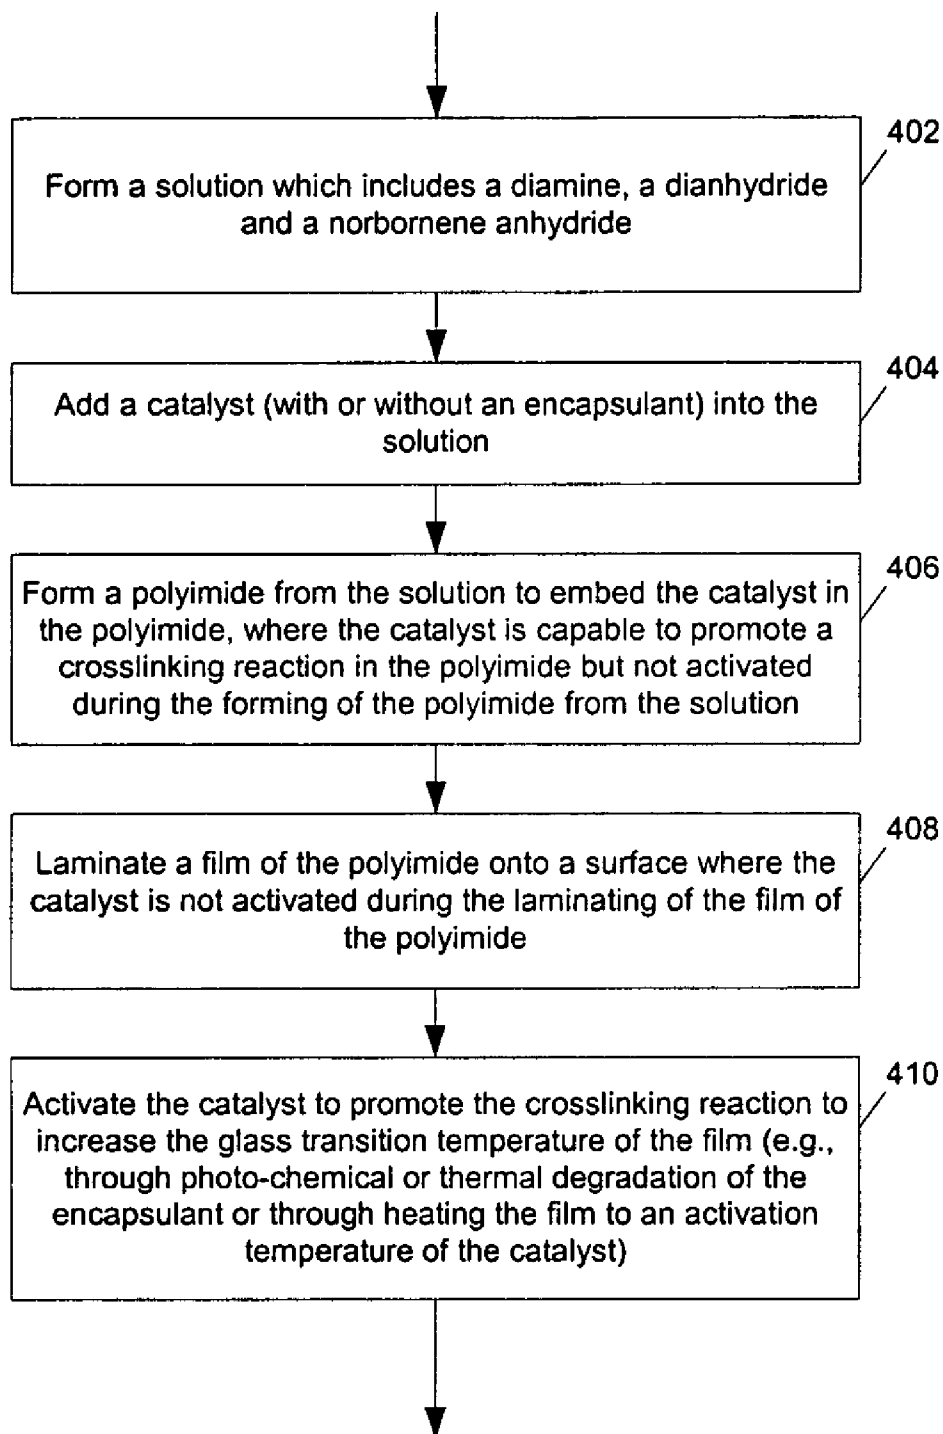 402
Form a solution which includes a diamine, a dianhydride
and a norbornene anhydride
404
Add a catalyst (with or without an encapsulant) into the
solution
406
Form a polyimide from the solution to embed the catalyst in
the polyimide, where the catalyst is capable to promote a
crosslinking reaction in the polyimide but not activated
during the forming of the polyimide from the solution
408
Laminate a film of the polyimide onto a surface where the
catalyst is not activated during the laminating of the film of
the polyimide
410
Activate the catalyst to promote the crosslinking reaction to
increase the glass transition temperature of the film (e.g.,
through photo-chemical or thermal degradation of the
encapsulant or through heating the film to an activation
temperature of the catalyst)